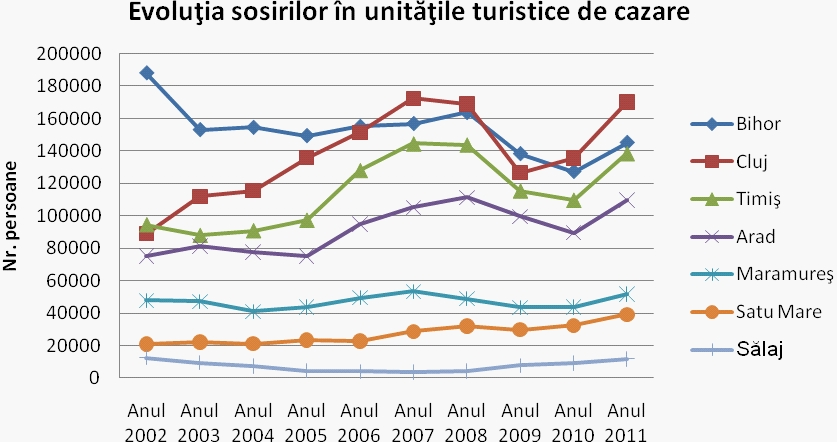 Evoluţia sosirilor în unităţile turistice de cazare
Nr. persoane
200000
180000
160000
140000
120000
100000
80000
60000
40000
20000
0
Anul 2002
Anul 2003
Anul 2004
Anul 2005
Anul 2006
Anul 2007
Anul 2008
Anul 2009
Anul 2010
Anul 2011
Bihor
Cluj
Timiş
Arad
Maramureş
Satu Mare
Sălaj